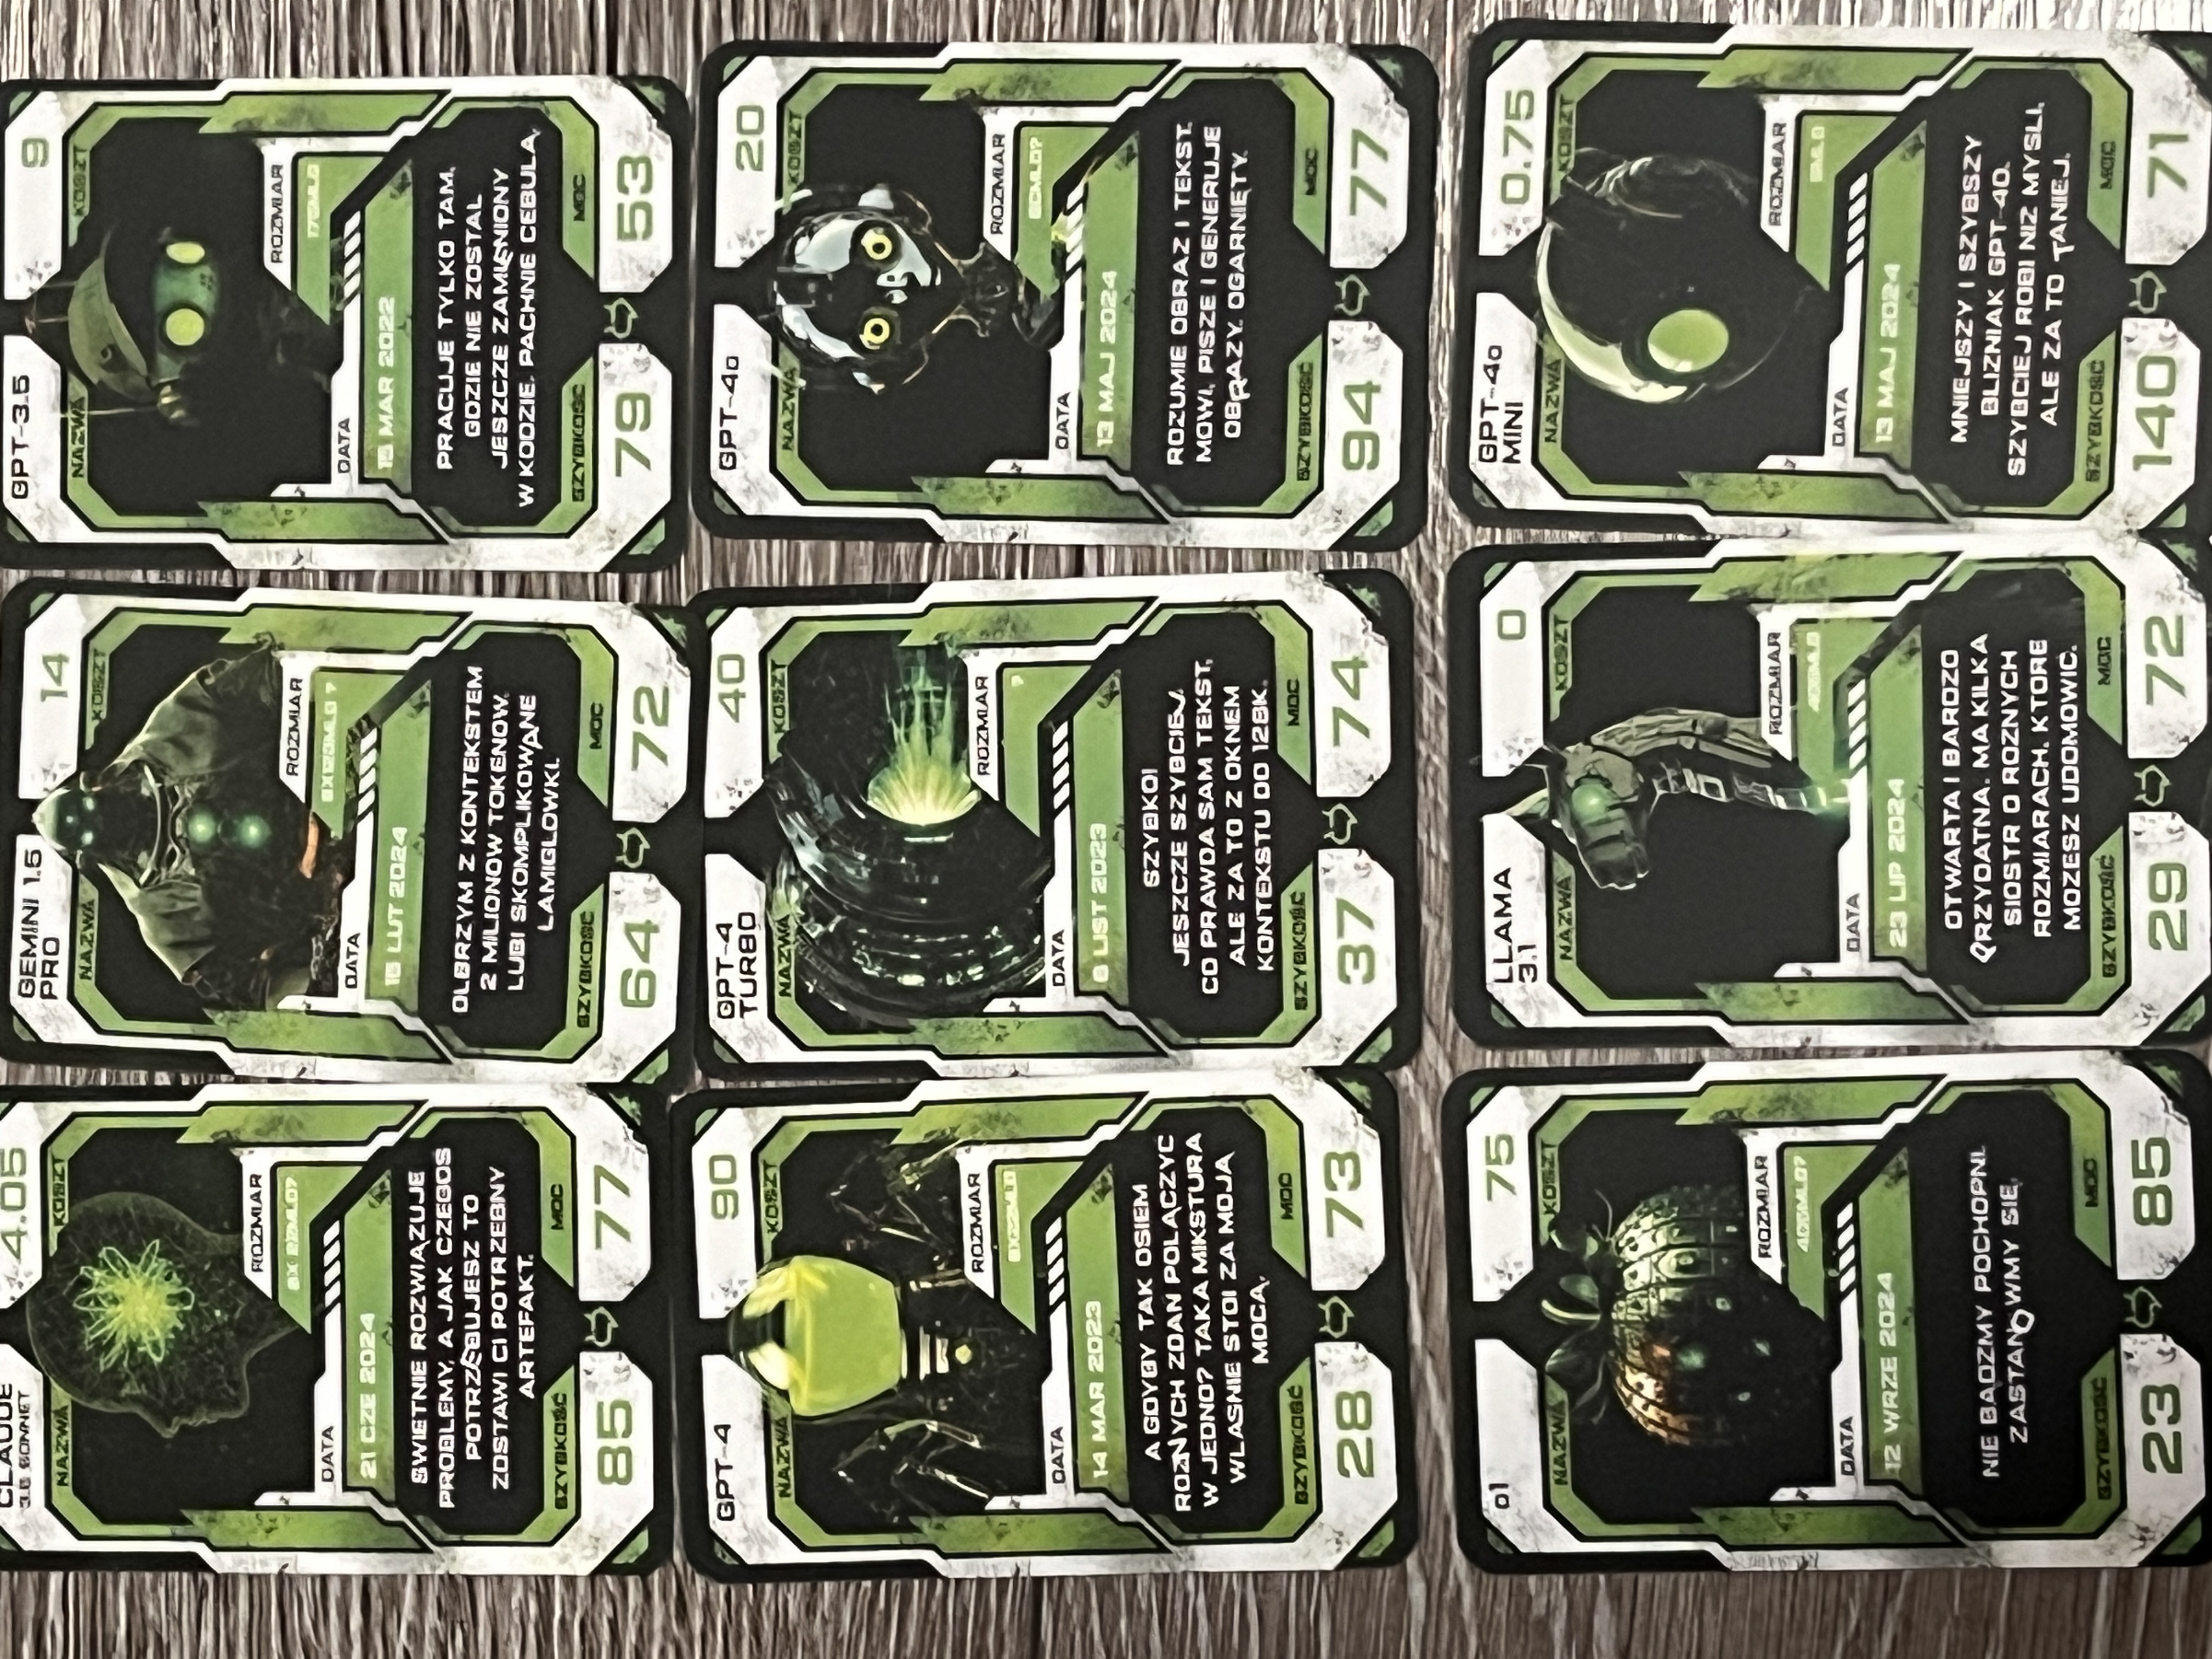 CLAUDE
3.5 SONNET
4.05
NAZWA
KOSZT
ROZMIAR
DATA
21 CZE 2024
SWIETNIE ROZWIĄZUJE
PROBLEMY, A JAK CZEGOS
POTRZEBUJESZ TO
ZOSTAWI CI POTRZEBNY
ARTEFAKT.
SZYBKOŚĆ
MOC
85
77
GEMINI 1.5
PRO
14
NAZWA
KOSZT
ROZMIAR
DATA
15 LUT 2024
OLBRZYM Z KONTEKSTEM
2 MILIONOW TOKENOW.
LUBI SKOMPLIKOWANE
LAMIGLOWKI.
SZYBKOŚĆ
MOC
64
72
GPT-3.5
9
NAZWA
KOSZT
ROZMIAR
175MLD
DATA
15 MAR 2022
PRACUJE TYLKO TAM,
GDZIE NIE ZOSTAL
JESZCZE ZAMIENIONY
W KODZIE. PACHNIE CEBULĄ.
SZYBKOŚĆ
MOC
79
53
GPT-4
90
NAZWA
KOSZT
ROZMIAR
DATA
14 MAR 2023
A GDYBY TAK OSIEM
ROZNYCH ZDAN POLĄCZYC
W JEDNO? TAKA MIKSTURA
WLASNIE STOI ZA MOJĄ
MOCĄ.
SZYBKOŚĆ
MOC
28
73
GPT-4
TURBO
40
NAZWA
KOSZT
ROZMIAR
?
DATA
6 LIST 2023
SZYBKO!
JESZCZE SZYBCIEJ.
CO PRAWDA SAM TEKST,
ALE ZA TO Z OKNEM
KONTEKSTU DO 128K.
SZYBKOŚĆ
MOC
37
74
GPT-4o
20
NAZWA
KOSZT
ROZMIAR
DATA
13 MAJ 2024
ROZUMIE OBRAZ I TEKST.
MOWI, PISZE I GENERUJE
OBRAZY. OGARNIĘTY.
SZYBKOŚĆ
MOC
94
77
o1
75
NAZWA
KOSZT
ROZMIAR
405MLD?
DATA
12 WRZE 2024
NIE BĄDZMY POCHOPNI.
ZASTANOWMY SIĘ.
SZYBKOŚĆ
MOC
23
85
LLAMA
3.1
0
NAZWA
KOSZT
ROZMIAR
405MLD
DATA
23 LIP 2024
OTWARTA I BARDZO
PRZYDATNA. MA KILKA
SIOSTR O ROZNYCH
ROZMIARACH, KTORE
MOŻESZ UDOMOWIC.
SZYBKOŚĆ
MOC
29
72
GPT-4o
MINI
0.75
NAZWA
KOSZT
ROZMIAR
DATA
13 MAJ 2024
MNIEJSZY I SZYBSZY
BLIZNIAK GPT-4O.
SZYBCIEJ ROBI NIZ MYSLI,
ALE ZA TO TANIEJ.
SZYBKOŚĆ
MOC
140
71